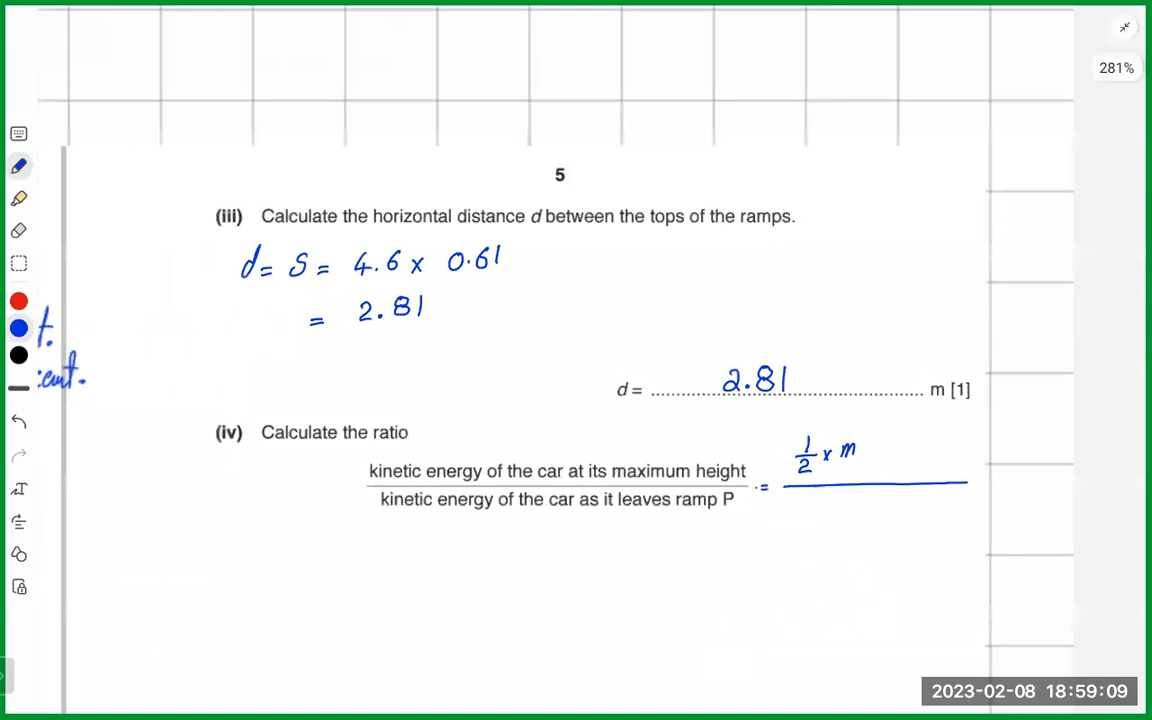 281%
5
(iii) Calculate the horizontal distance d between the tops of the ramps.
d = S = 4.6 × 0.61
= 2.81
t.
cent.
d = ........ 2.81 ........ m [1]
(iv) Calculate the ratio
kinetic energy of the car at its maximum height
kinetic energy of the car as it leaves ramp P
= 1/2 × m
2023-02-08 18:59:09